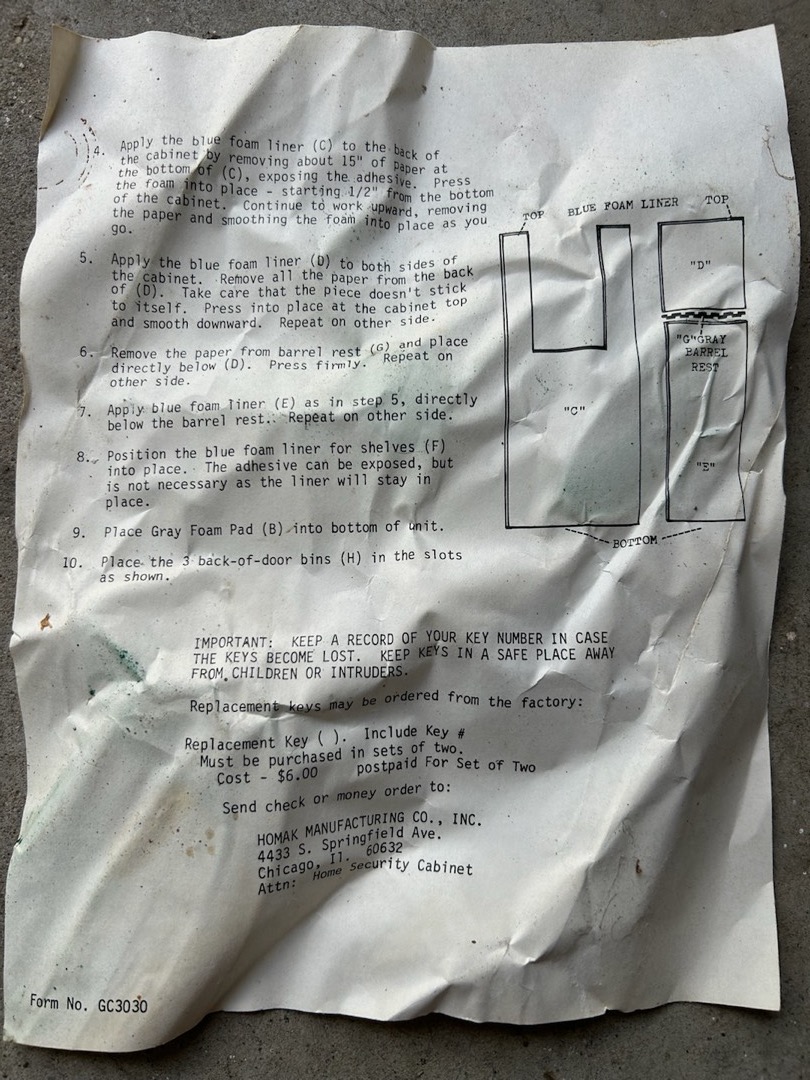 4. Apply the blue foam liner (C) to the back of
the cabinet by removing about 15" of paper at
the bottom of (C), exposing the adhesive. Press
the foam into place - starting 1/2" from the bottom
of the cabinet. Continue to work upward, removing
the paper and smoothing the foam into place as you
go.
5. Apply the blue foam liner (D) to both sides of
the cabinet. Remove all the paper from the back
of (D). Take care that the piece doesn't stick
to itself. Press into place at the cabinet top
and smooth downward. Repeat on other side.
6. Remove the paper from barrel rest (G) and place
directly below (D). Press firmly. Repeat on
other side.
7. Apply blue foam liner (E) as in step 5, directly
below the barrel rest. Repeat on other side.
8. Position the blue foam liner for shelves (F)
into place. The adhesive can be exposed, but
is not necessary as the liner will stay in
place.
9. Place Gray Foam Pad (B) into bottom of unit.
10. Place the 3 back-of-door bins (H) in the slots
as shown.
TOP BLUE FOAM LINER TOP
"D"
"G"GRAY
BARREL
REST
"C"
"E"
BOTTOM
IMPORTANT: KEEP A RECORD OF YOUR KEY NUMBER IN CASE
THE KEYS BECOME LOST. KEEP KEYS IN A SAFE PLACE AWAY
FROM CHILDREN OR INTRUDERS.
Replacement keys may be ordered from the factory:
Replacement Key ( ). Include Key #
Must be purchased in sets of two.
Cost - $6.00 postpaid For Set of Two
Send check or money order to:
HOMAK MANUFACTURING CO., INC.
4433 S. Springfield Ave.
Chicago, Il. 60632
Attn: Home Security Cabinet
Form No. GC3030